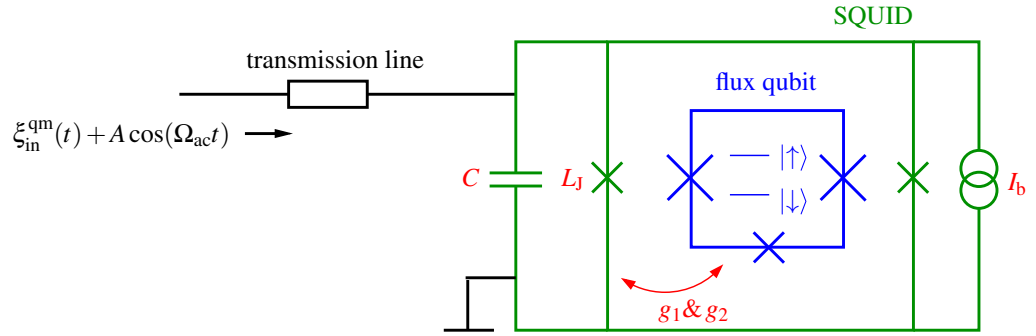 SQUID
transmission line
flux qubit
ξ_in^qm(t) + A cos(Ω_ac t)
|↑⟩
C
L_J
|↓⟩
I_b
g_1 & g_2